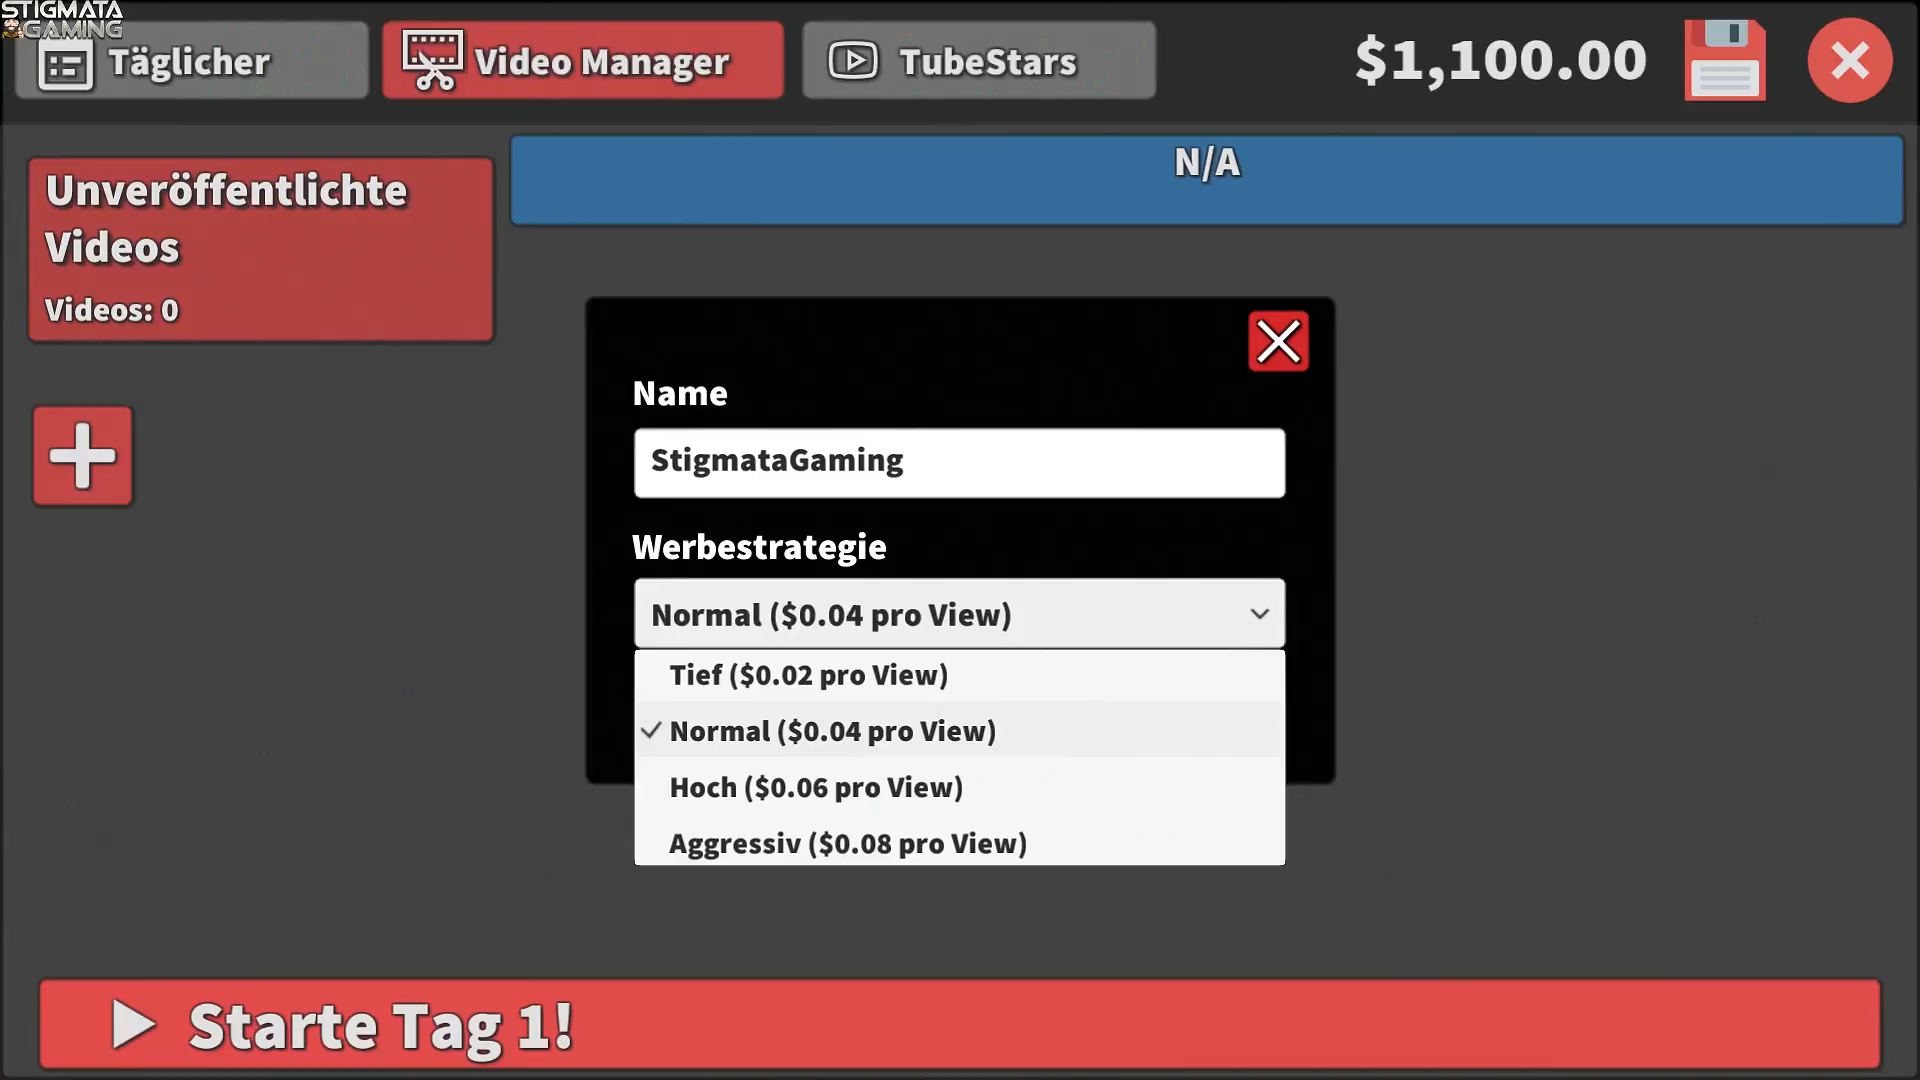 STIGMATA
GAMING
Täglicher
Video Manager
TubeStars
$1,100.00
Unveröffentlichte
Videos
Videos: 0
N/A
Name
StigmataGaming
Werbestrategie
Normal ($0.04 pro View)
Tief ($0.02 pro View)
Normal ($0.04 pro View)
Hoch ($0.06 pro View)
Aggressiv ($0.08 pro View)
Starte Tag 1!